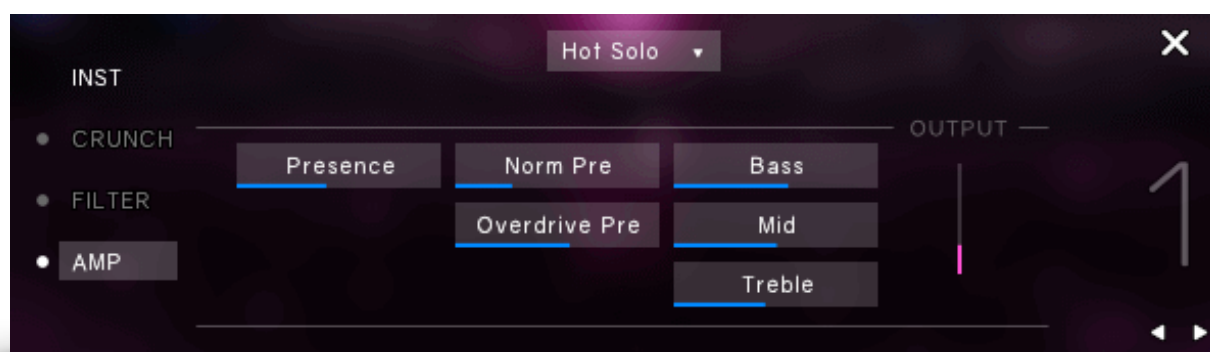 Hot Solo
INST
CRUNCH
OUTPUT
Presence
Norm Pre
Bass
FILTER
Overdrive Pre
Mid
AMP
Treble
1